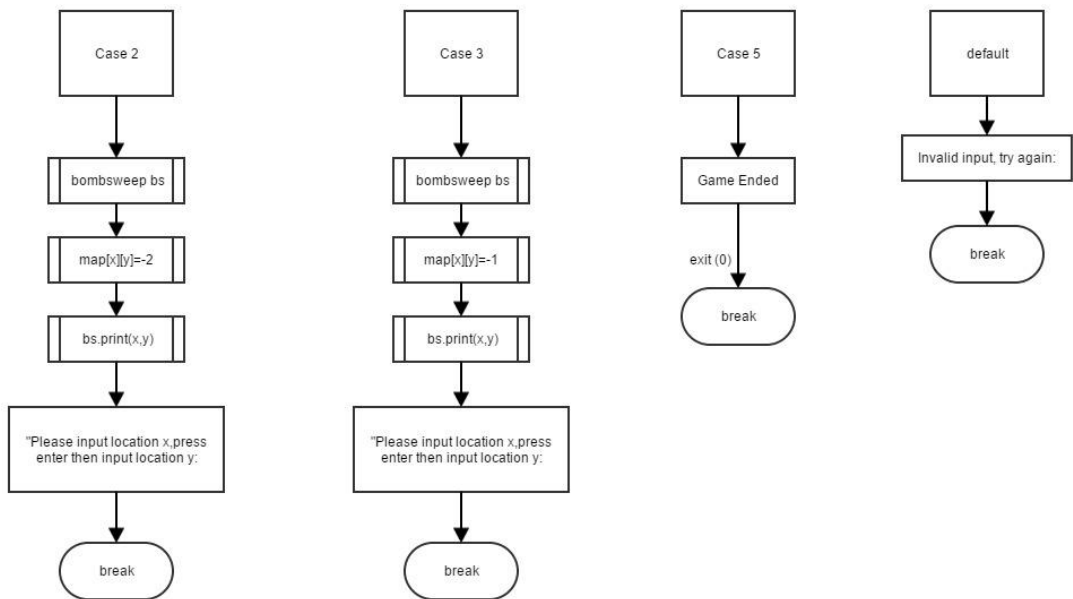 Case 2
bombsweep bs
map[x][y]=-2
bs.print(x,y)
"Please input location x,press
enter then input location y:
break
Case 3
bombsweep bs
map[x][y]=-1
bs.print(x,y)
"Please input location x,press
enter then input location y:
break
Case 5
Game Ended
exit (0)
break
default
Invalid input, try again:
break